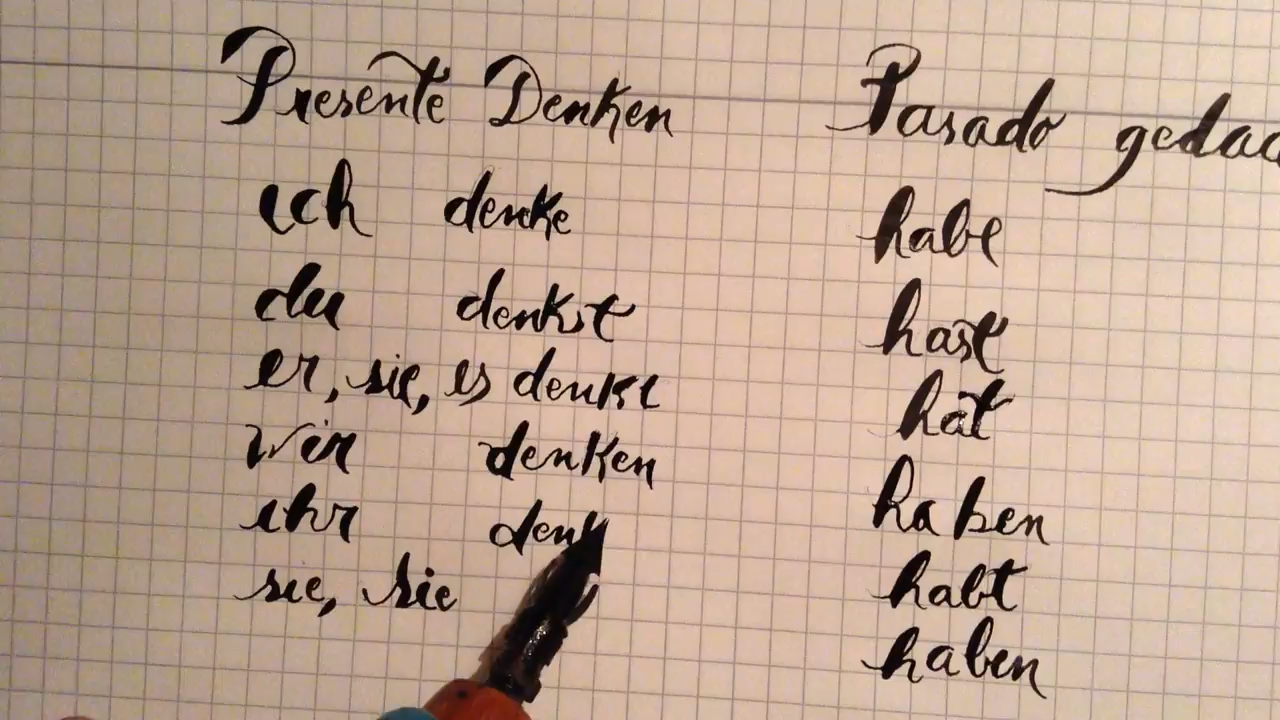 Presente Denken Pasado gedac
ich denke habe
du denkst hast
er, sie, es denkt hat
wir denken haben
ihr denk habt
sie, Sie haben